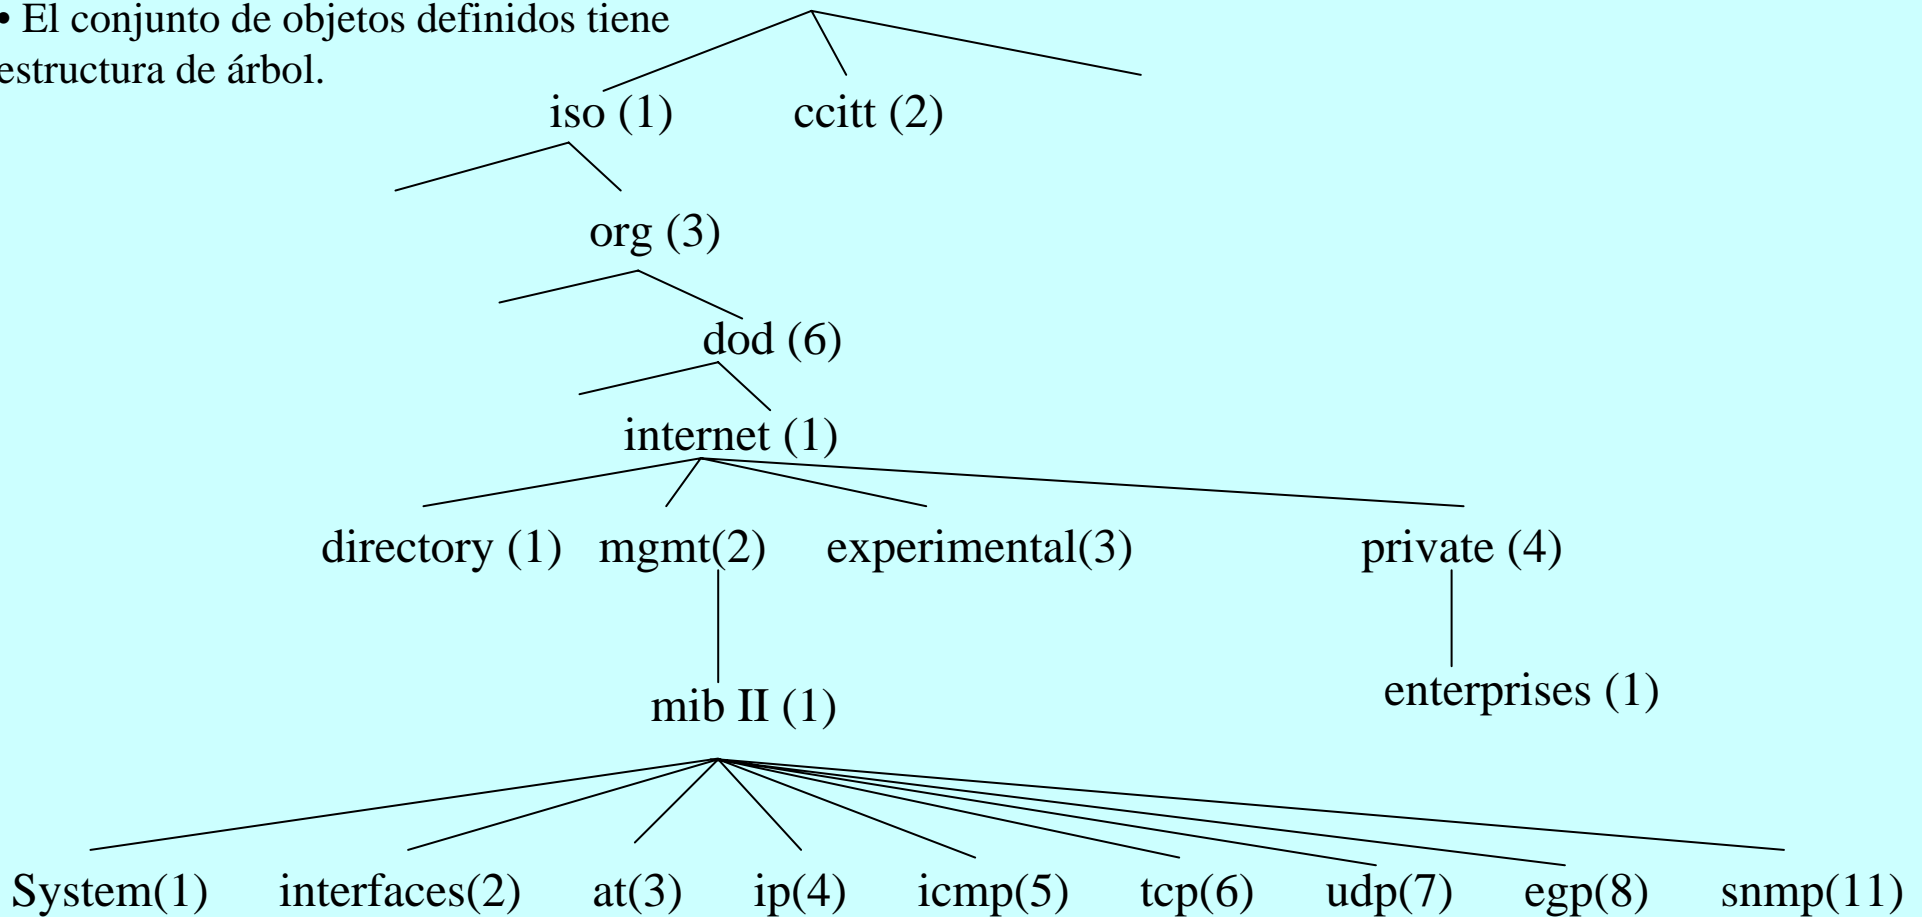 • El conjunto de objetos definidos tiene
estructura de árbol.
iso (1) ccitt (2)
org (3)
dod (6)
internet (1)
directory (1) mgmt(2) experimental(3) private (4)
mib II (1) enterprises (1)
System(1) interfaces(2) at(3) ip(4) icmp(5) tcp(6) udp(7) egp(8) snmp(11)